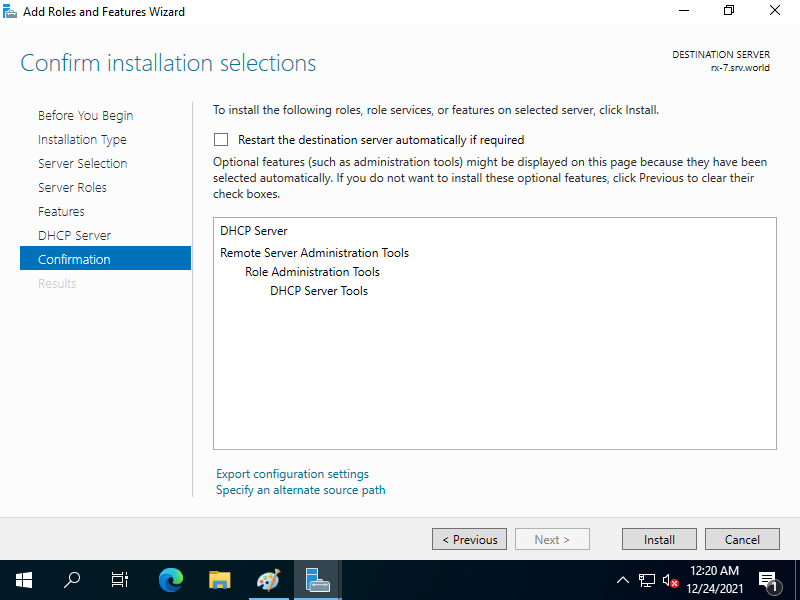 Add Roles and Features Wizard
Confirm installation selections
DESTINATION SERVER
rx-7.srv.world
Before You Begin
Installation Type
Server Selection
Server Roles
Features
DHCP Server
Confirmation
Results
To install the following roles, role services, or features on selected server, click Install.
Restart the destination server automatically if required
Optional features (such as administration tools) might be displayed on this page because they have been
selected automatically. If you do not want to install these optional features, click Previous to clear their
check boxes.
DHCP Server
Remote Server Administration Tools
Role Administration Tools
DHCP Server Tools
Export configuration settings
Specify an alternate source path
< Previous
Next >
Install
Cancel
12:20 AM
12/24/2021
1